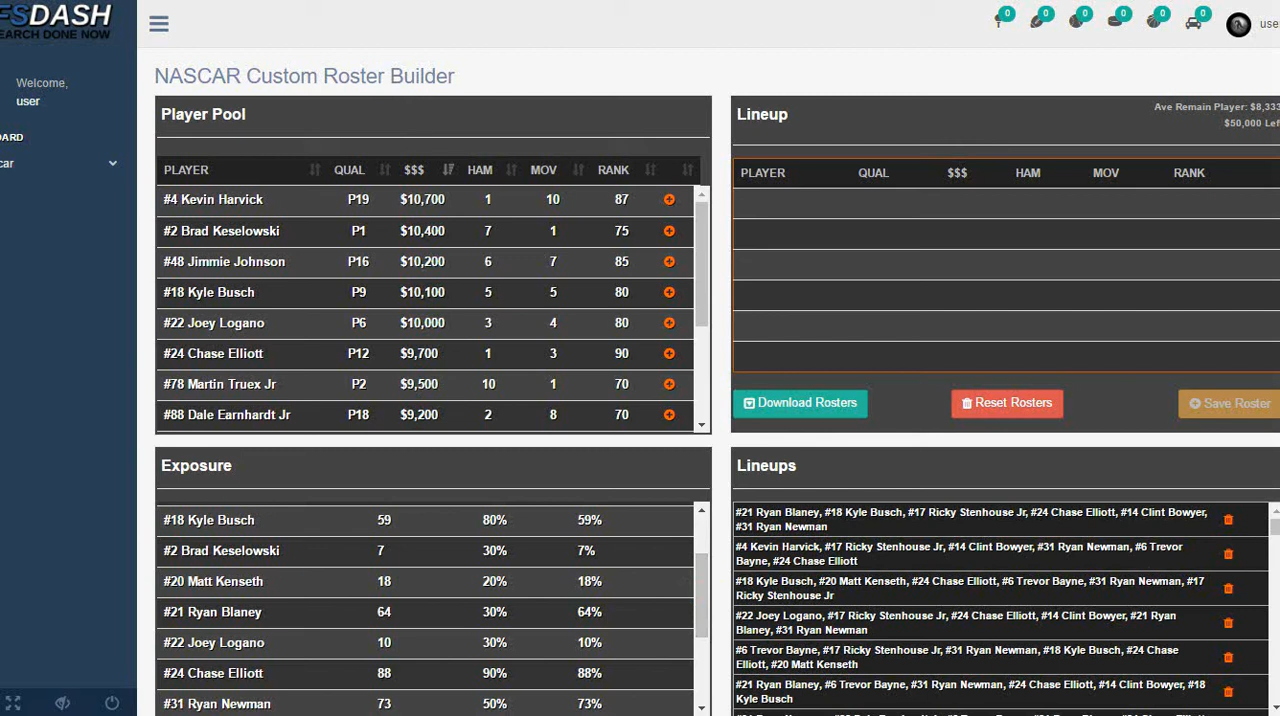 FSDASH
EARCH DONE NOW
0 0 0 0 0 0
use
Welcome,
user
OARD
car
NASCAR Custom Roster Builder
Player Pool
PLAYER QUAL $$$ HAM MOV RANK
#4 Kevin Harvick P19 $10,700 1 10 87
#2 Brad Keselowski P1 $10,400 7 1 75
#48 Jimmie Johnson P16 $10,200 6 7 85
#18 Kyle Busch P9 $10,100 5 5 80
#22 Joey Logano P6 $10,000 3 4 80
#24 Chase Elliott P12 $9,700 1 3 90
#78 Martin Truex Jr P2 $9,500 10 1 70
#88 Dale Earnhardt Jr P18 $9,200 2 8 70
Lineup
Ave Remain Player: $8,333
$50,000 Left
PLAYER QUAL $$$ HAM MOV RANK
Download Rosters
Reset Rosters
Save Roster
Exposure
#18 Kyle Busch 59 80% 59%
#2 Brad Keselowski 7 30% 7%
#20 Matt Kenseth 18 20% 18%
#21 Ryan Blaney 64 30% 64%
#22 Joey Logano 10 30% 10%
#24 Chase Elliott 88 90% 88%
#31 Ryan Newman 73 50% 73%
Lineups
#21 Ryan Blaney, #18 Kyle Busch, #17 Ricky Stenhouse Jr, #24 Chase Elliott, #14 Clint Bowyer,
#31 Ryan Newman
#4 Kevin Harvick, #17 Ricky Stenhouse Jr, #14 Clint Bowyer, #31 Ryan Newman, #6 Trevor
Bayne, #24 Chase Elliott
#18 Kyle Busch, #20 Matt Kenseth, #24 Chase Elliott, #6 Trevor Bayne, #31 Ryan Newman, #17
Ricky Stenhouse Jr
#22 Joey Logano, #17 Ricky Stenhouse Jr, #24 Chase Elliott, #14 Clint Bowyer, #21 Ryan
Blaney, #31 Ryan Newman
#6 Trevor Bayne, #17 Ricky Stenhouse Jr, #31 Ryan Newman, #18 Kyle Busch, #24 Chase
Elliott, #20 Matt Kenseth
#21 Ryan Blaney, #6 Trevor Bayne, #31 Ryan Newman, #24 Chase Elliott, #14 Clint Bowyer, #18
Kyle Busch